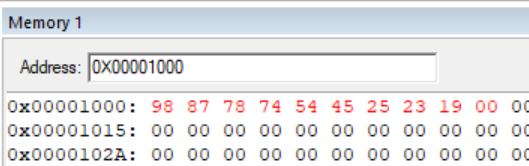 Memory 1
Address: 0X00001000
0x00001000: 98 87 78 74 54 45 25 23 19 00 00
0x00001015: 00 00 00 00 00 00 00 00 00 00 00
0x0000102A: 00 00 00 00 00 00 00 00 00 00 00